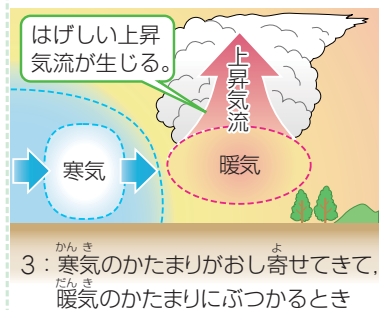 はげしい上昇
気流が生じる。
上昇気流
寒気
暖気
かんき よ
3：寒気のかたまりがおし寄せてきて，
だんき
暖気のかたまりにぶつかるとき